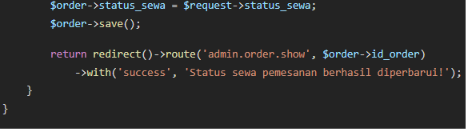 $order->status_sewa = $request->status_sewa;
$order->save();
return redirect()->route('admin.order.show', $order->id_order)
->with('success', 'Status sewa pemesanan berhasil diperbarui!');
}
}